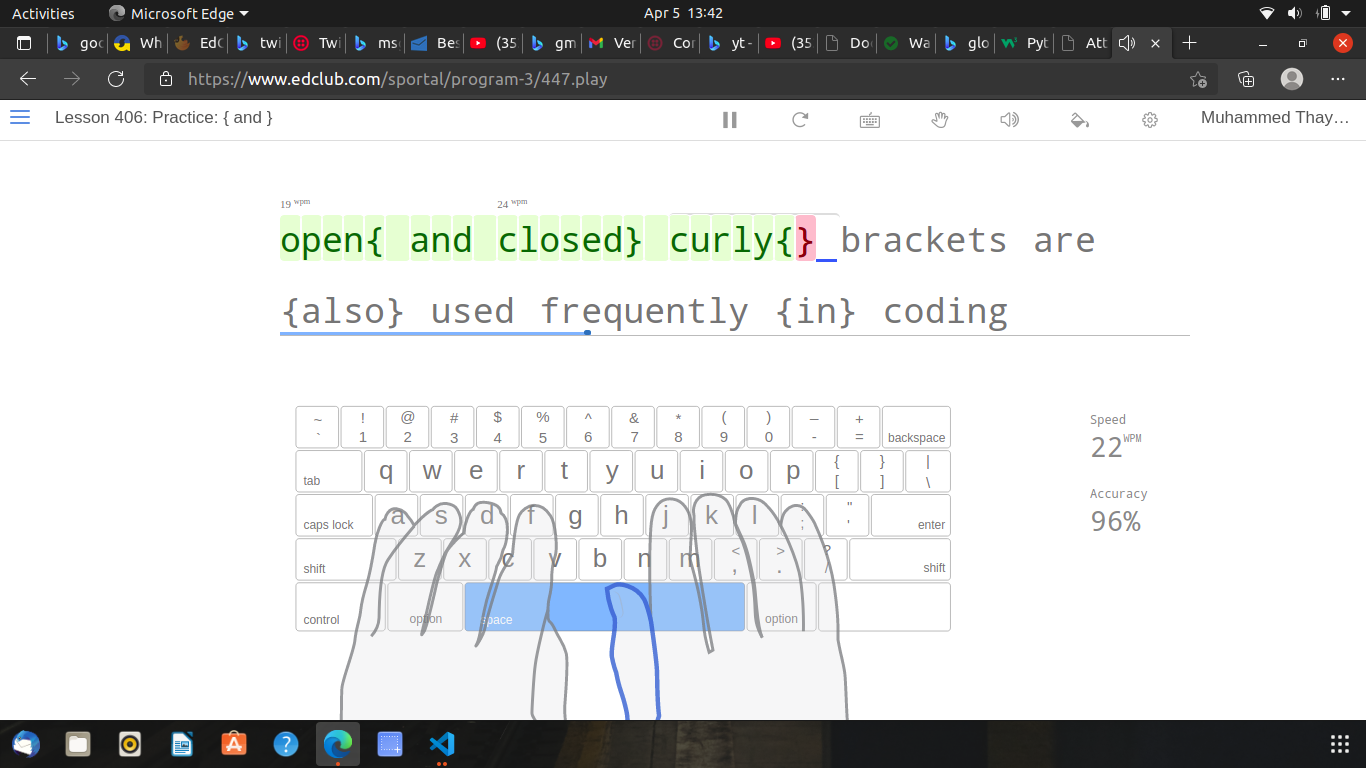 Activities Microsoft Edge Apr 5 13:42
goo Wh EdC twi Twi ms Bes (35 gm Ver Cor yt - (35 Doc Wa glo Pyt Att
https://www.edclub.com/sportal/program-3/447.play
Lesson 406: Practice: { and } Muhammed Thay…
19 wpm 24 wpm
open{ and closed} curly{} brackets are
{also} used frequently {in} coding
~ ! @ # $ % ^ & * ( ) – +
` 1 2 3 4 5 6 7 8 9 0 - = backspace
tab q w e r t y u i o p { [ } ] | \
caps lock a s d f g h j k l : ; " ' enter
shift z x c v b n m < , > . ? / shift
control option space option
Speed
22 WPM
Accuracy
96%